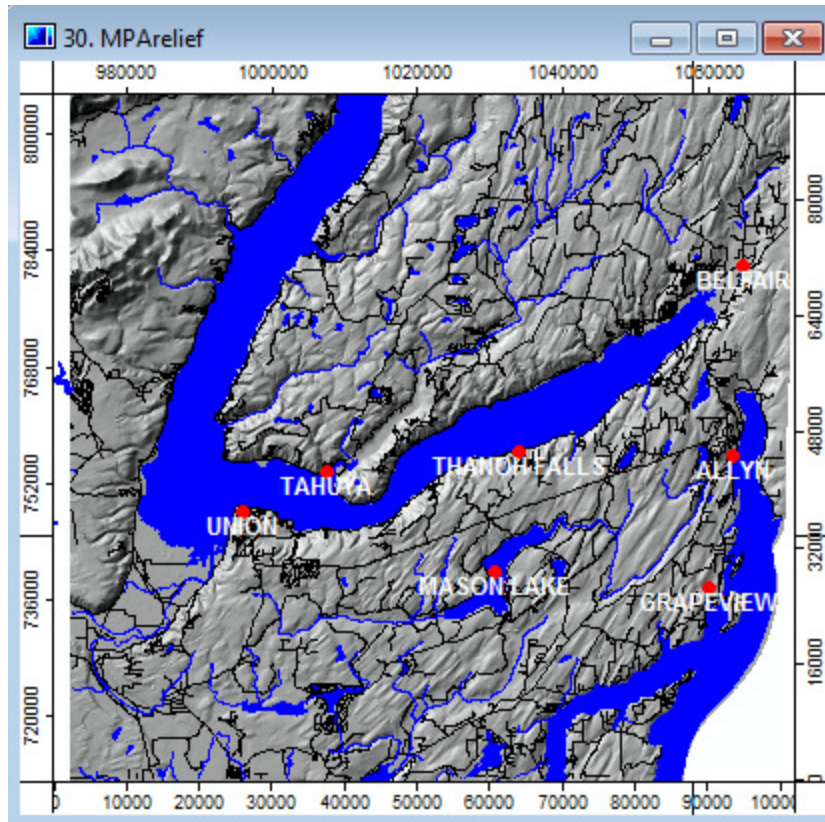 30. MPArelief
980000 1000000 1020000 1040000 1060000
800000
784000
768000
752000
736000
720000
80000
64000
48000
32000
16000
0
BELFAIR
THANOH FALLS
ALLYN
TAHUYA
UNION
MASON LAKE
GRAPEVIEW
0 10000 20000 30000 40000 50000 60000 70000 80000 90000 10000